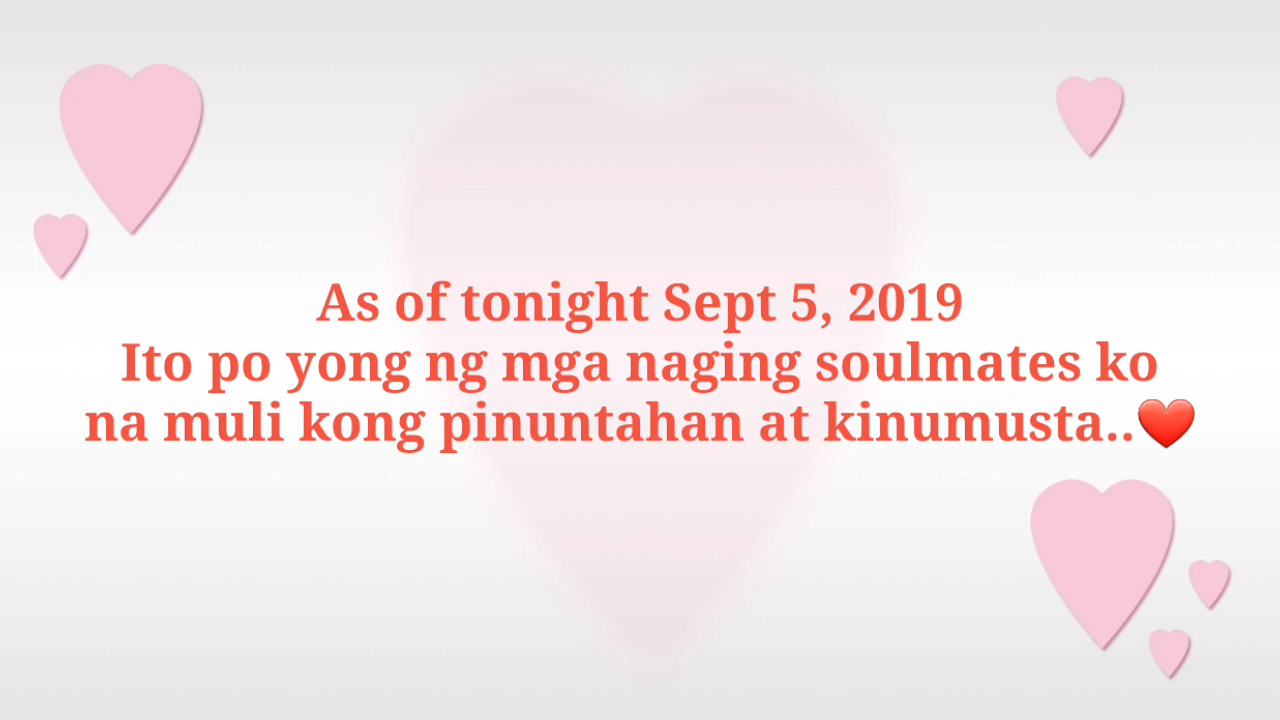 As of tonight Sept 5, 2019
Ito po yong ng mga naging soulmates ko
na muli kong pinuntahan at kinumusta..❤️